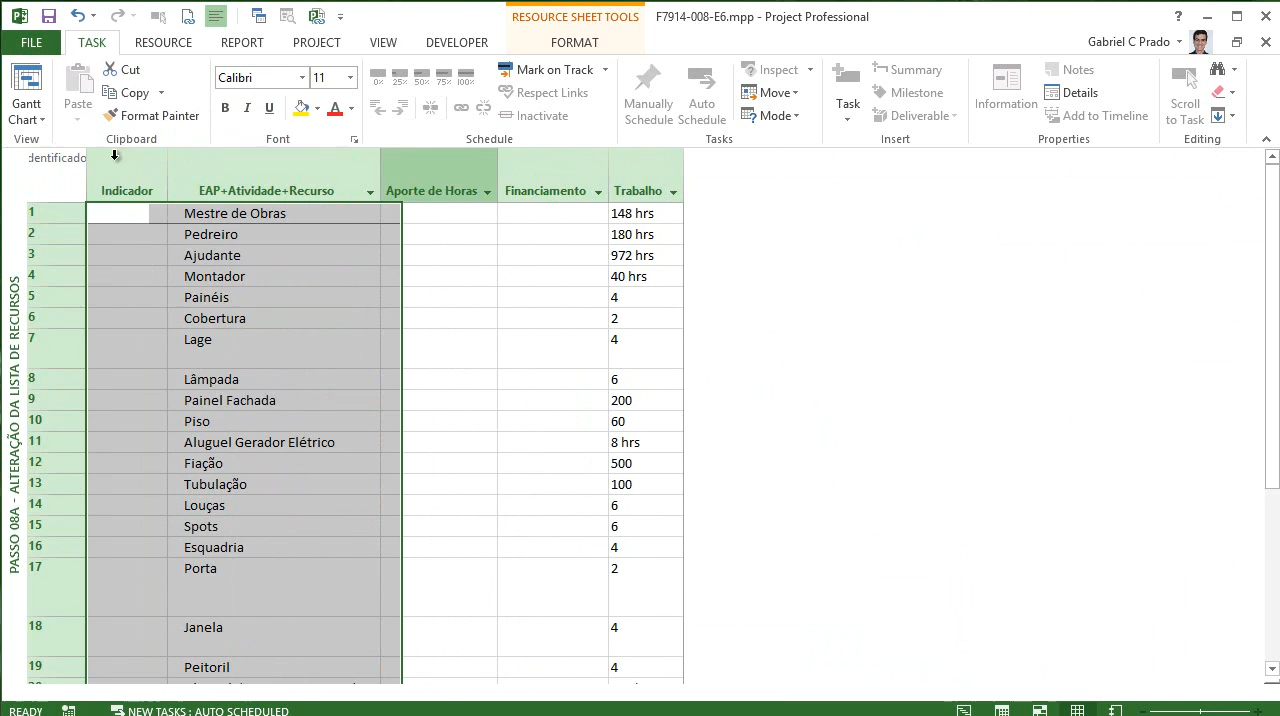 RESOURCE SHEET TOOLS
F7914-008-E6.mpp - Project Professional
FILE TASK RESOURCE REPORT PROJECT VIEW DEVELOPER FORMAT
Gabriel C Prado
Gantt Chart
View
Paste
Cut
Copy
Format Painter
Clipboard
Calibri 11
B I U A
Font
0% 25% 50% 75% 100%
Mark on Track
Respect Links
Inactivate
Schedule
Manually Schedule
Auto Schedule
Inspect
Move
Mode
Tasks
Task
Summary
Milestone
Deliverable
Insert
Information
Notes
Details
Add to Timeline
Properties
Scroll to Task
Editing
PASSO 08A - ALTERAÇÃO DA LISTA DE RECURSOS
dentificado Indicador EAP+Atividade+Recurso Aporte de Horas Financiamento Trabalho
1 Mestre de Obras 148 hrs
2 Pedreiro 180 hrs
3 Ajudante 972 hrs
4 Montador 40 hrs
5 Painéis 4
6 Cobertura 2
7 Lage 4
8 Lâmpada 6
9 Painel Fachada 200
10 Piso 60
11 Aluguel Gerador Elétrico 8 hrs
12 Fiação 500
13 Tubulação 100
14 Louças 6
15 Spots 6
16 Esquadria 4
17 Porta 2
18 Janela 4
19 Peitoril 4
READY NEW TASKS : AUTO SCHEDULED